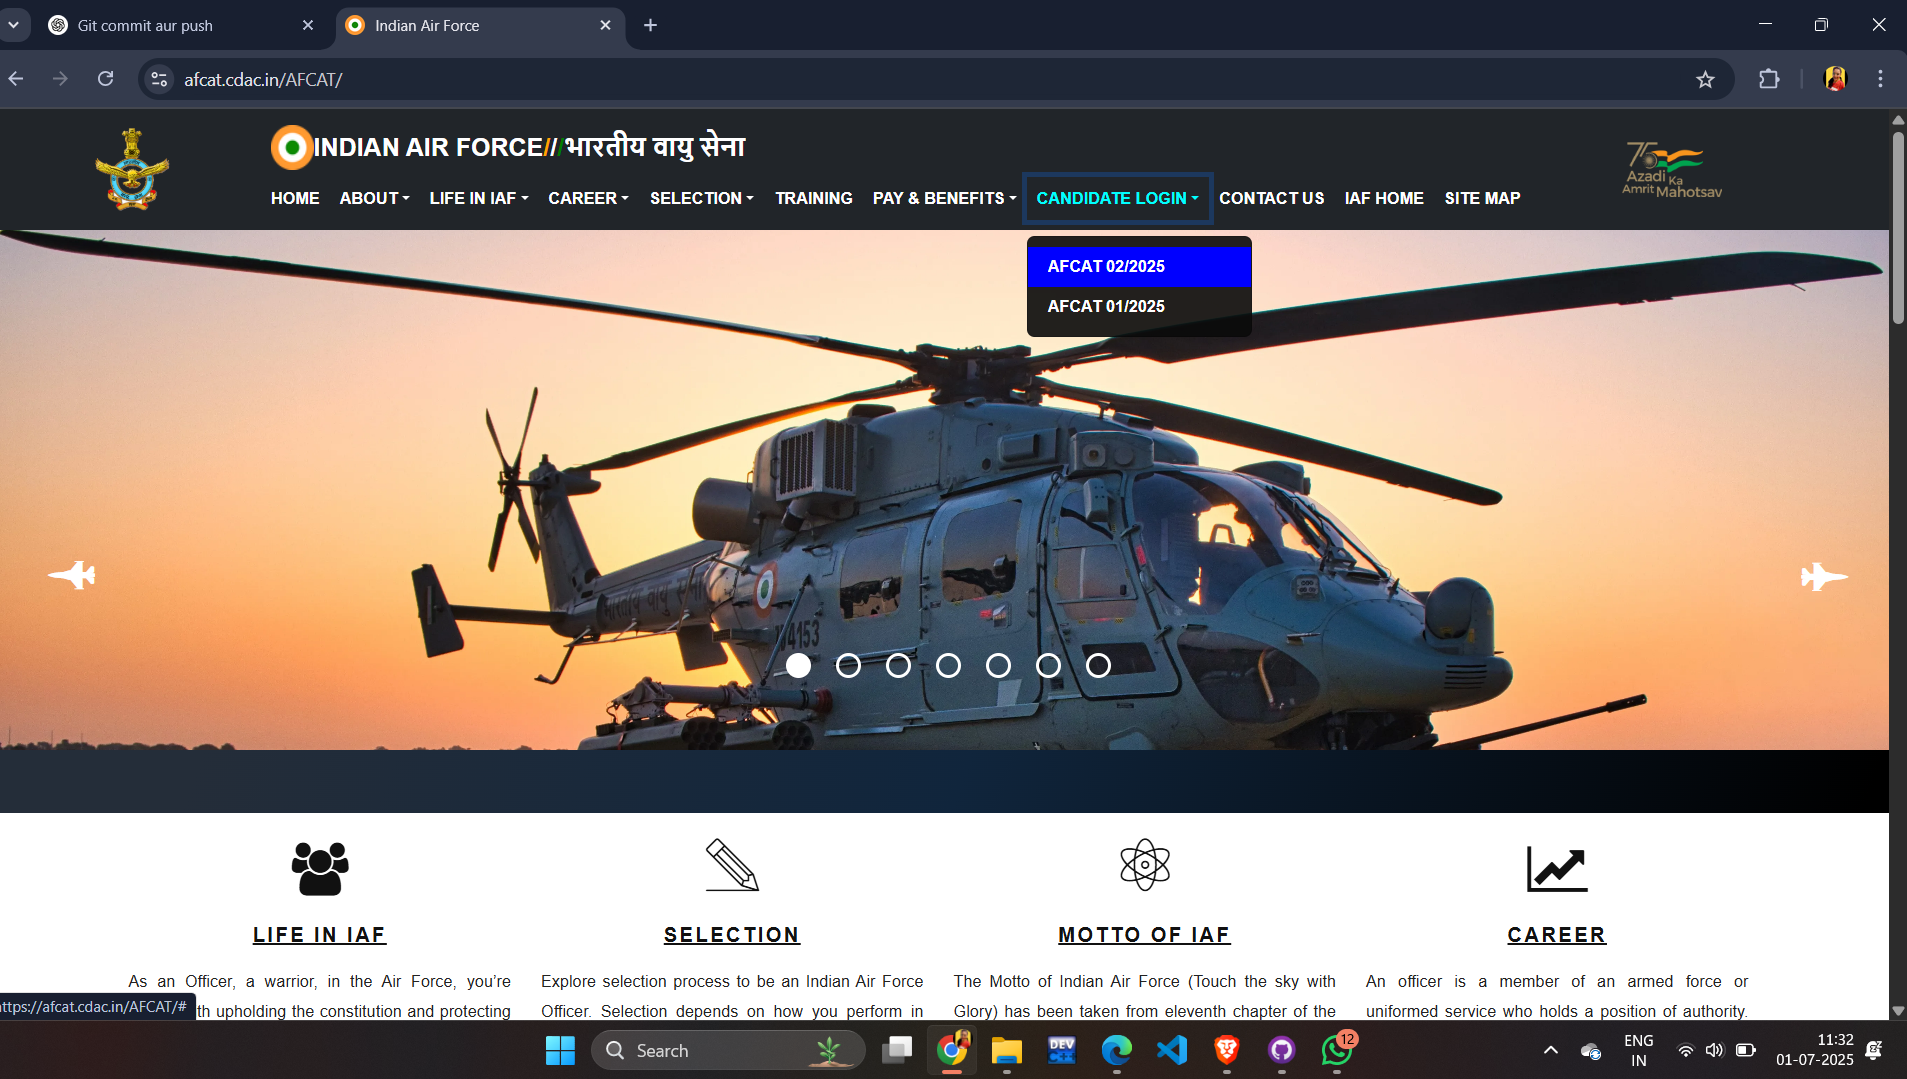 Git commit aur push
Indian Air Force
afcat.cdac.in/AFCAT/
INDIAN AIR FORCE///भारतीय वायु सेना
75
Azadi Ka
Amrit Mahotsav
HOME ABOUT LIFE IN IAF CAREER SELECTION TRAINING PAY & BENEFITS CANDIDATE LOGIN CONTACT US IAF HOME SITE MAP
AFCAT 02/2025
AFCAT 01/2025
LIFE IN IAF
As an Officer, a warrior, in the Air Force, you're
th upholding the constitution and protecting
SELECTION
Explore selection process to be an Indian Air Force
Officer. Selection depends on how you perform in
MOTTO OF IAF
The Motto of Indian Air Force (Touch the sky with
Glory) has been taken from eleventh chapter of the
CAREER
An officer is a member of an armed force or
uniformed service who holds a position of authority.
ttps://afcat.cdac.in/AFCAT/#
Search
DEV
12
ENG
IN
11:32
01-07-2025